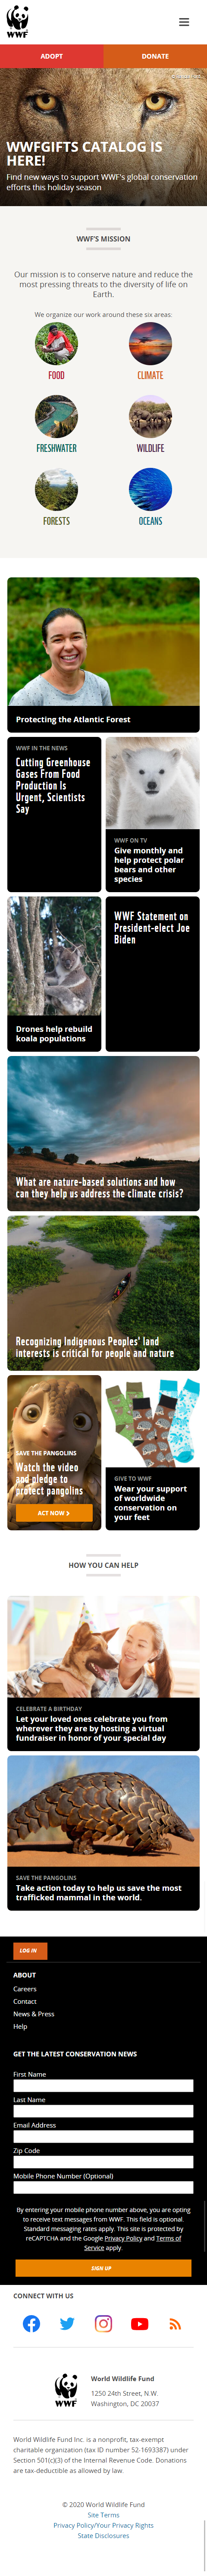 WWF
ADOPT
DONATE
WWFGIFTS CATALOG IS
HERE!
Find new ways to support WWF's global conservation
efforts this holiday season
WWF'S MISSION
Our mission is to conserve nature and reduce the
most pressing threats to the diversity of life on
Earth.
We organize our work around these six areas:
FOOD
CLIMATE
FRESHWATER
WILDLIFE
FORESTS
OCEANS
Protecting the Atlantic Forest
WWF IN THE NEWS
Cutting Greenhouse
Gases From Food
Production Is
Urgent, Scientists
Say
WWF ON TV
Give monthly and
help protect polar
bears and other
species
Drones help rebuild
koala populations
WWF Statement on
President-elect Joe
Biden
What are nature-based solutions and how
can they help us address the climate crisis?
Recognizing Indigenous Peoples' land
interests is critical for people and nature
SAVE THE PANGOLINS
Watch the video
and pledge to
protect pangolins
ACT NOW
GIVE TO WWF
Wear your support
of worldwide
conservation on
your feet
HOW YOU CAN HELP
CELEBRATE A BIRTHDAY
Let your loved ones celebrate you from
wherever they are by hosting a virtual
fundraiser in honor of your special day
SAVE THE PANGOLINS
Take action today to help us save the most
trafficked mammal in the world.
LOG IN
ABOUT
Careers
Contact
News & Press
Help
GET THE LATEST CONSERVATION NEWS
First Name
Last Name
Email Address
Zip Code
Mobile Phone Number (Optional)
By entering your mobile phone number above, you are opting
to receive text messages from WWF. This field is optional.
Standard messaging rates apply. This site is protected by
reCAPTCHA and the Google Privacy Policy and Terms of
Service apply.
SIGN UP
CONNECT WITH US
WWF
World Wildlife Fund
1250 24th Street, N.W.
Washington, DC 20037
World Wildlife Fund Inc. is a nonprofit, tax-exempt
charitable organization (tax ID number 52-1693387) under
Section 501(c)(3) of the Internal Revenue Code. Donations
are tax-deductible as allowed by law.
© 2020 World Wildlife Fund
Site Terms
Privacy Policy/Your Privacy Rights
State Disclosures